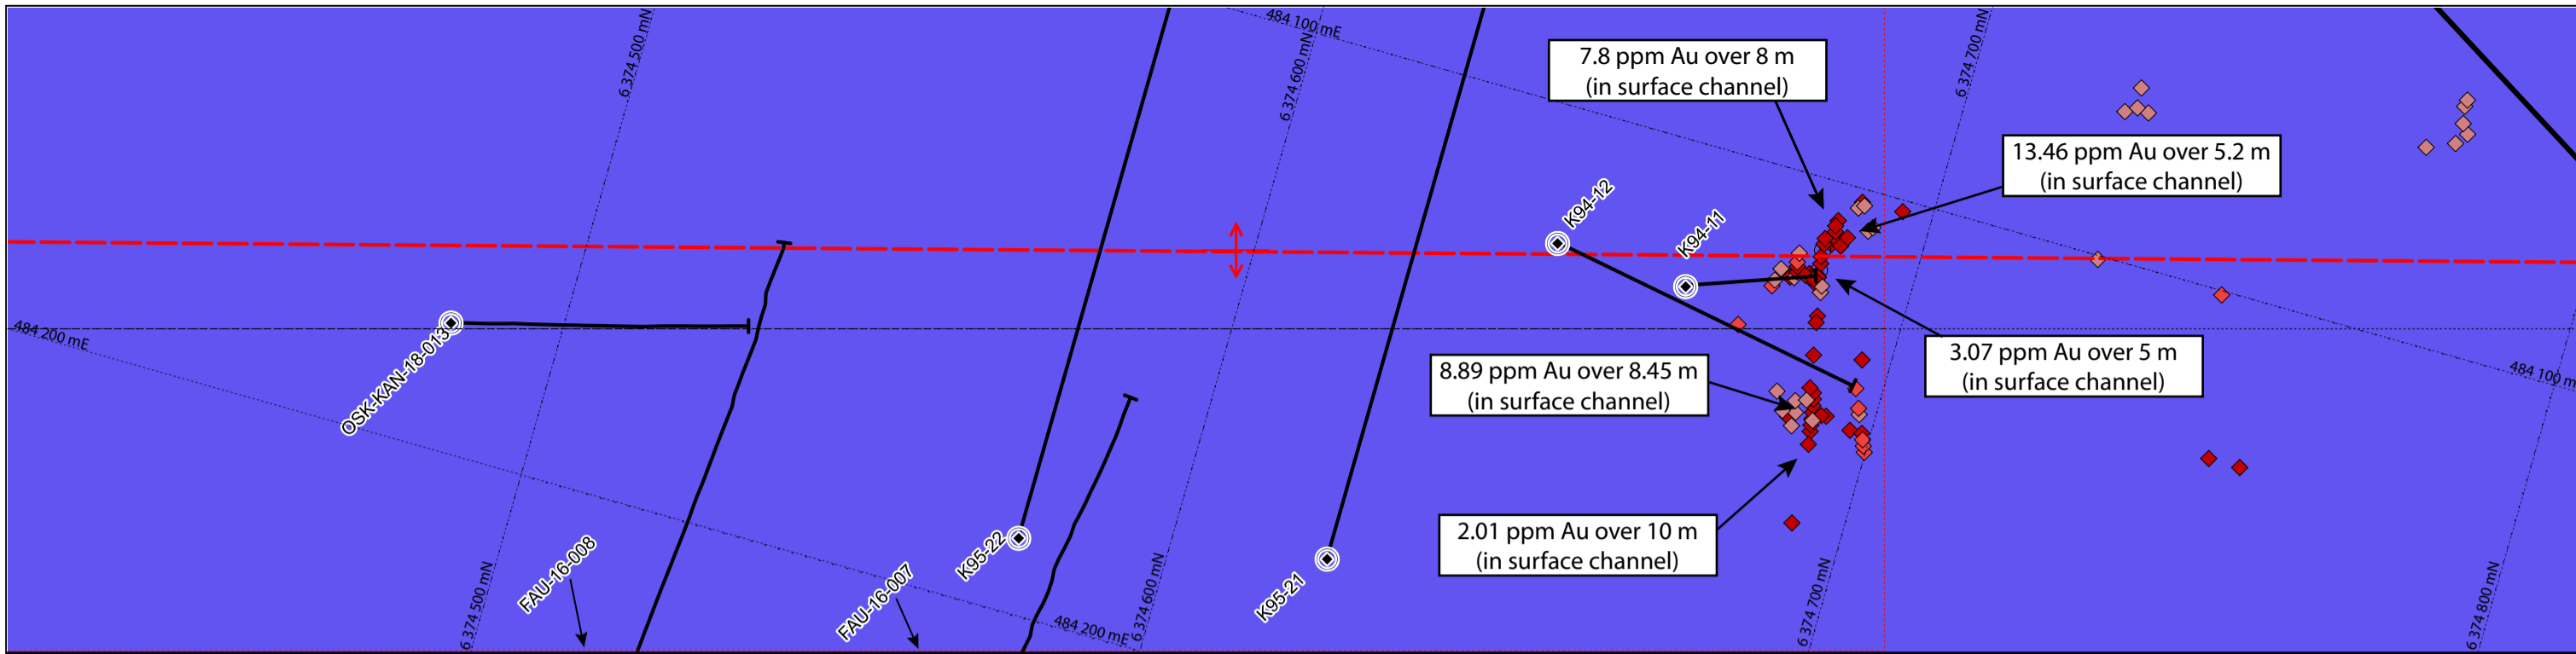 484 100 mE
6 374 500 mN
6 374 600 mN
6 374 700 mN
7.8 ppm Au over 8 m
(in surface channel)
13.46 ppm Au over 5.2 m
(in surface channel)
K94-12
K94-11
OSK-KAN-18-013
484 200 mE
3.07 ppm Au over 5 m
(in surface channel)
8.89 ppm Au over 8.45 m
(in surface channel)
484 100 m
2.01 ppm Au over 10 m
(in surface channel)
FAU-16-008
K95-22
FAU-16-007
K95-21
6 374 500 mN
484 200 mE
6 374 600 mN
6 374 700 mN
6 374 800 mN